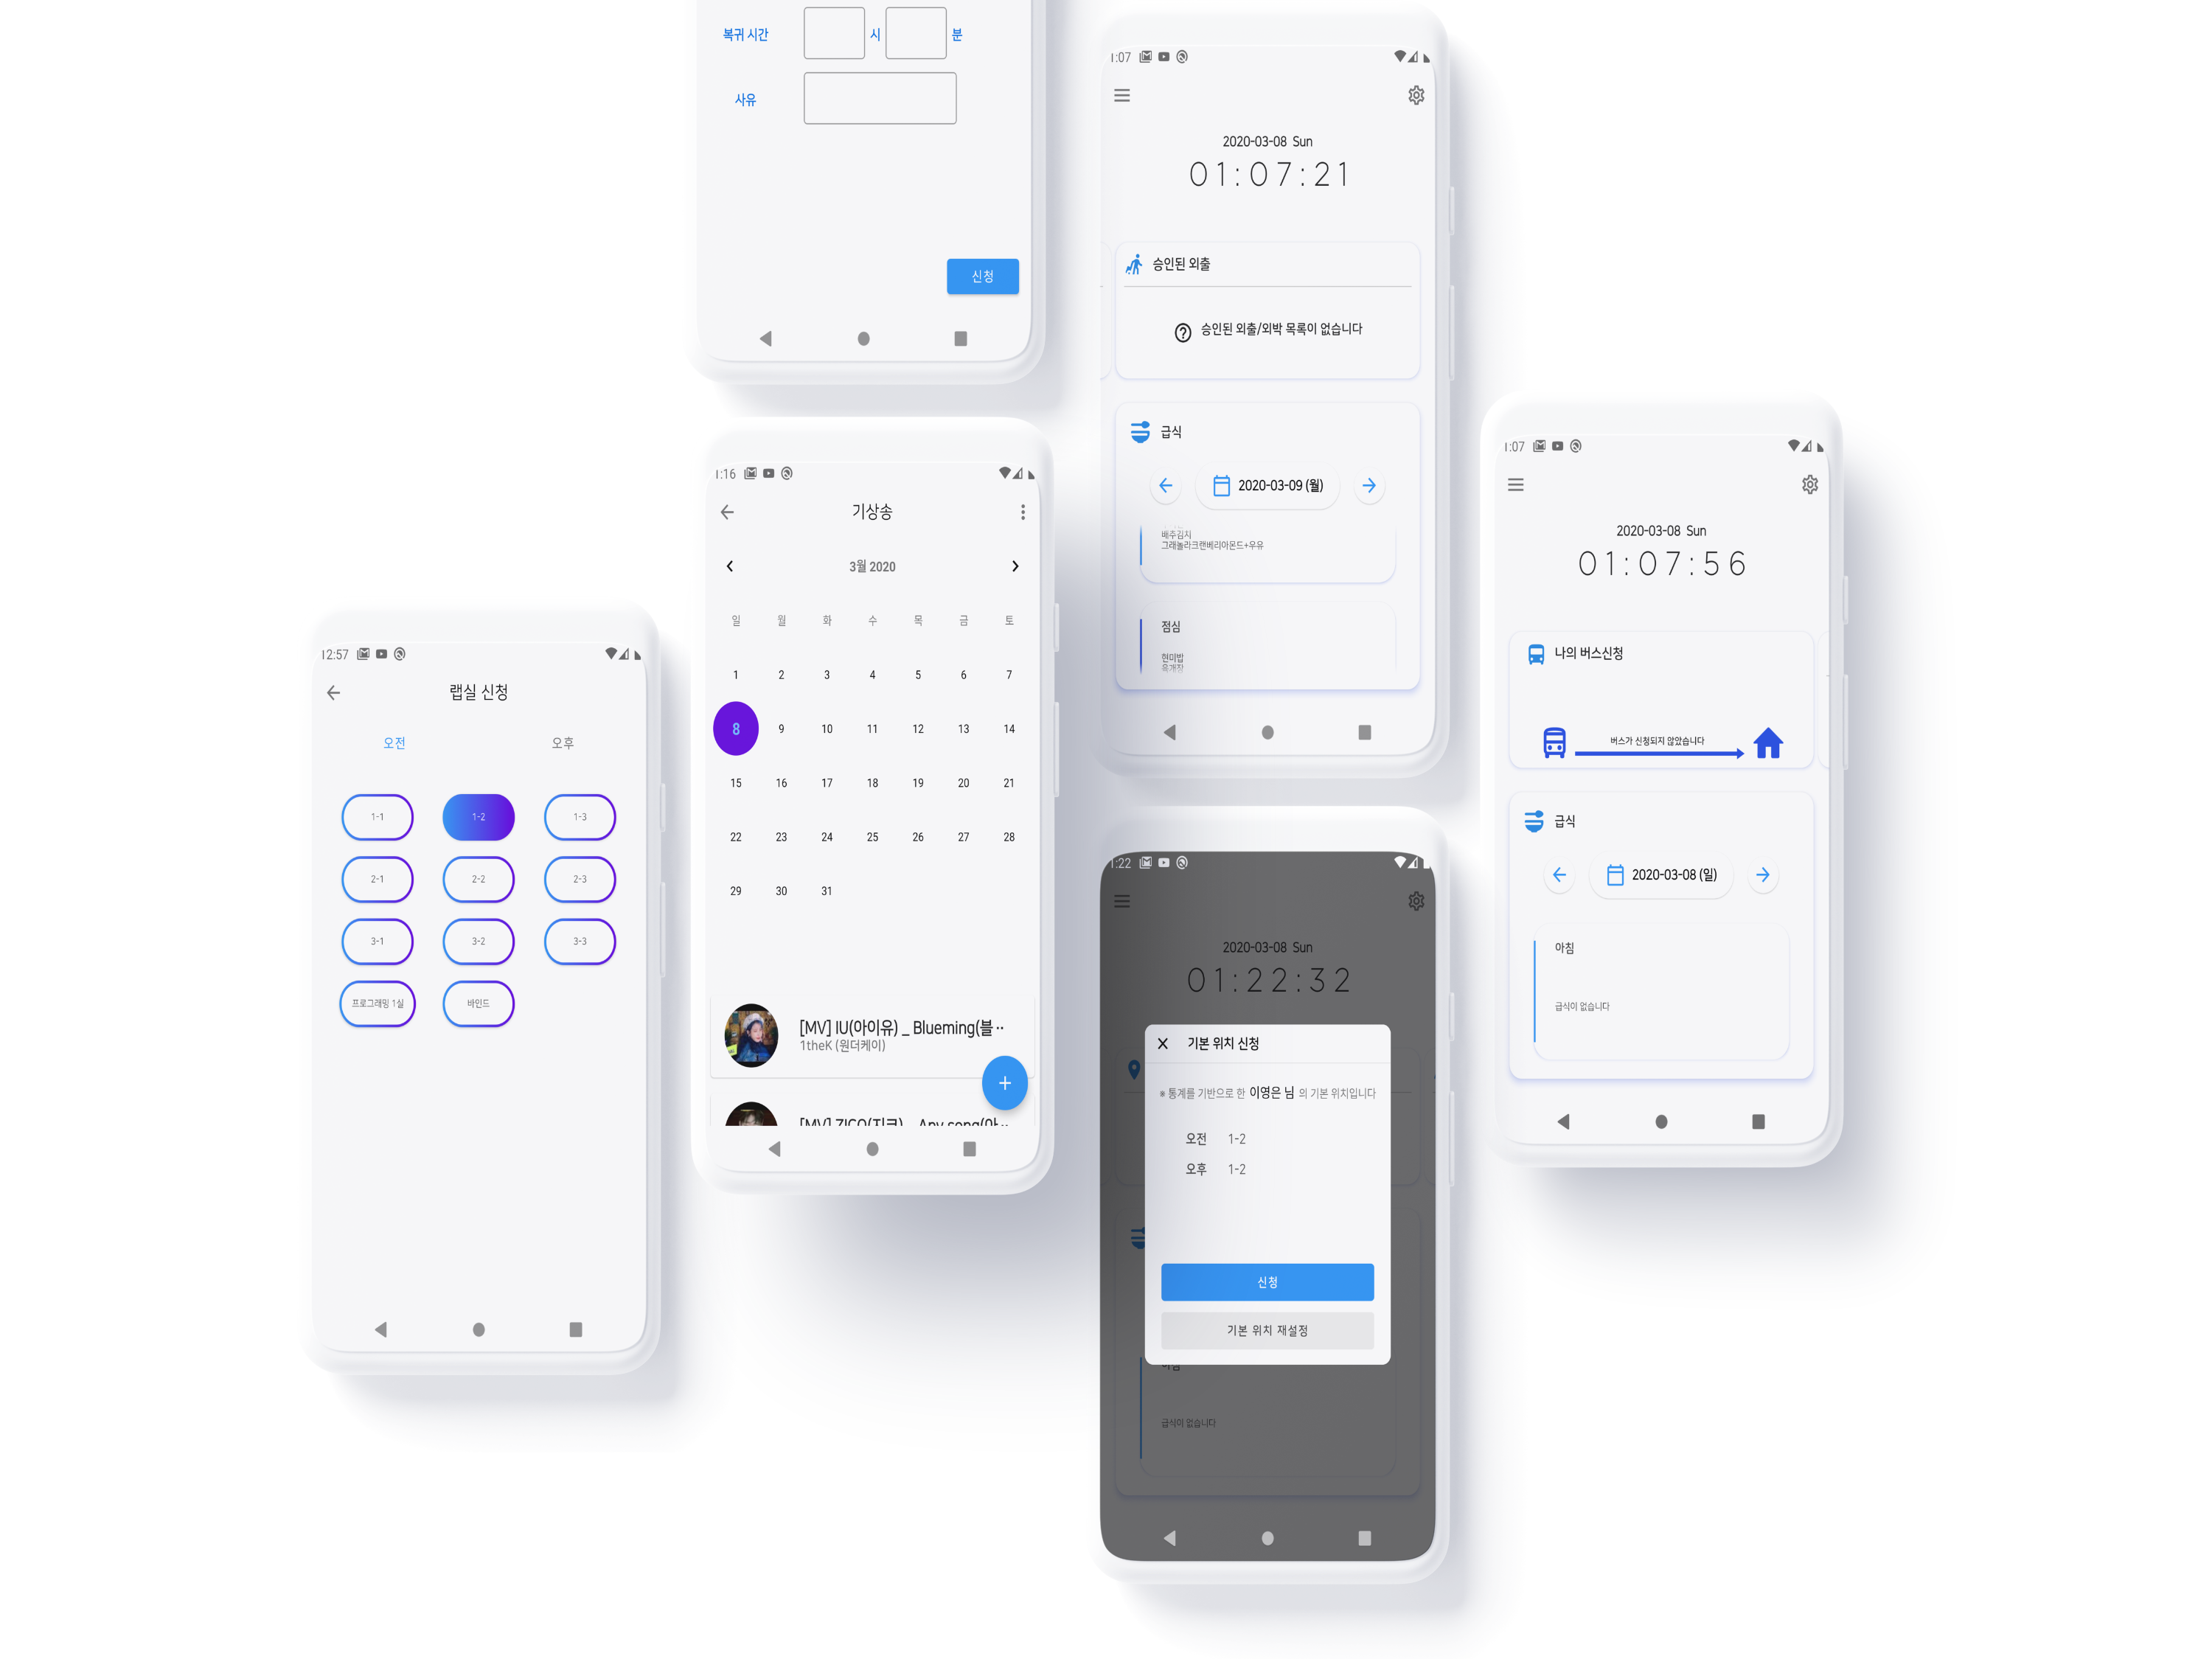 복귀 시간 시 분
사유
신청
1:07
2020-03-08 Sun
01:07:21
승인된 외출
승인된 외출/외박 목록이 없습니다
급식
2020-03-09 (월)
배추김치
그래놀라크랜베리아몬드+우유
점심
현미밥
육개장
1:16
기상송
3월 2020
일 월 화 수 목 금 토
1 2 3 4 5 6 7
8 9 10 11 12 13 14
15 16 17 18 19 20 21
22 23 24 25 26 27 28
29 30 31
[MV] IU(아이유) _ Blueming(블··
1theK (원더케이)
[MV] ZICO(지코) _ Any song(아··
12:57
랩실 신청
오전 오후
1-1 1-2 1-3
2-1 2-2 2-3
3-1 3-2 3-3
프로그래밍 1실 바인드
1:07
2020-03-08 Sun
01:07:56
나의 버스신청
버스가 신청되지 않았습니다
급식
2020-03-08 (일)
아침
급식이 없습니다
1:22
2020-03-08 Sun
01:22:32
기본 위치 신청
※ 통계를 기반으로 한 이영은 님 의 기본 위치입니다
오전 1-2
오후 1-2
신청
기본 위치 재설정
아침
급식이 없습니다